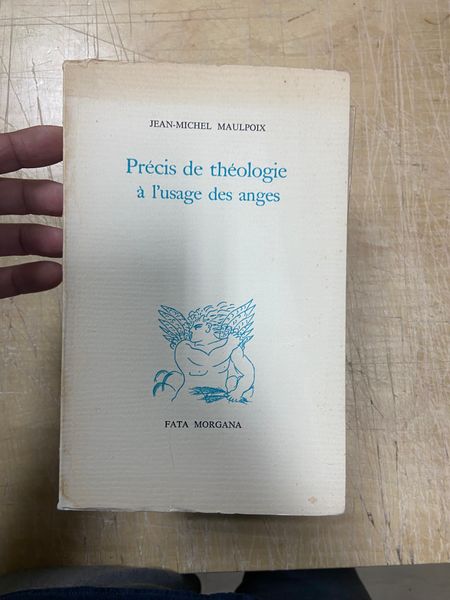 JEAN-MICHEL MAULPOIX
Précis de théologie
à l'usage des anges
FATA MORGANA